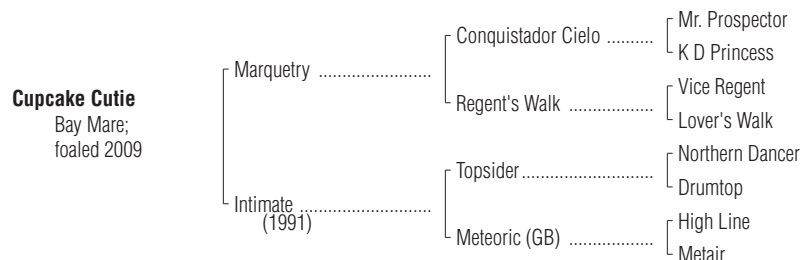 Cupcake Cutie
Bay Mare;
foaled 2009
Marquetry ........................
Intimate ............................
(1991)
Conquistador Cielo ..........
Regent's Walk ..................
Topsider............................
Meteoric (GB) ..................
Mr. Prospector
K D Princess
Vice Regent
Lover's Walk
Northern Dancer
Drumtop
High Line
Metair